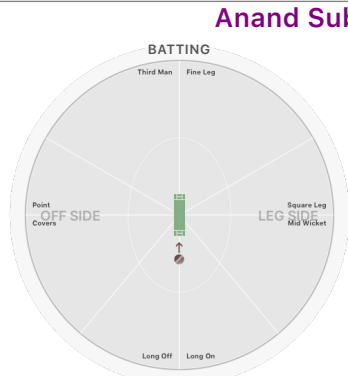 Anand Sub
BATTING
Third Man Fine Leg
Point Square Leg
OFF SIDE LEG SIDE
Covers Mid Wicket
Long Off Long On